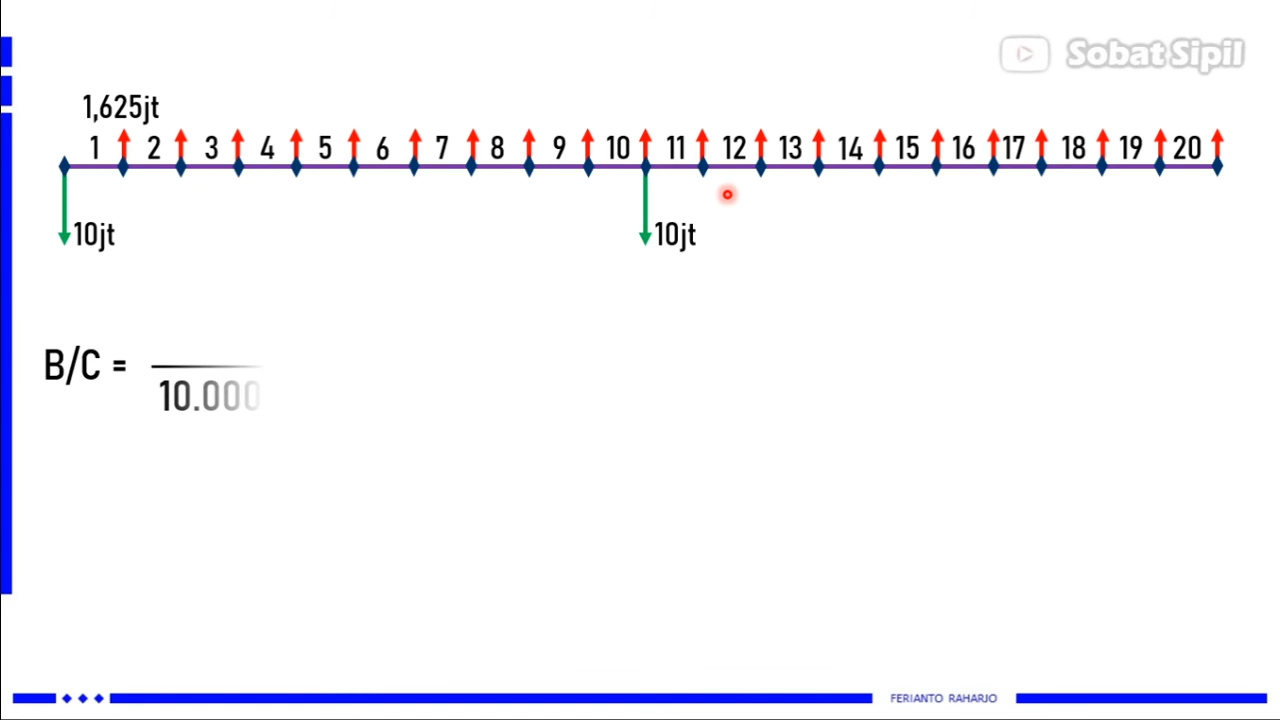 Sobat Sipil
1,625jt
1 2 3 4 5 6 7 8 9 10 11 12 13 14 15 16 17 18 19 20
10jt 10jt
B/C =
10.000
FERIANTO RAHARJO